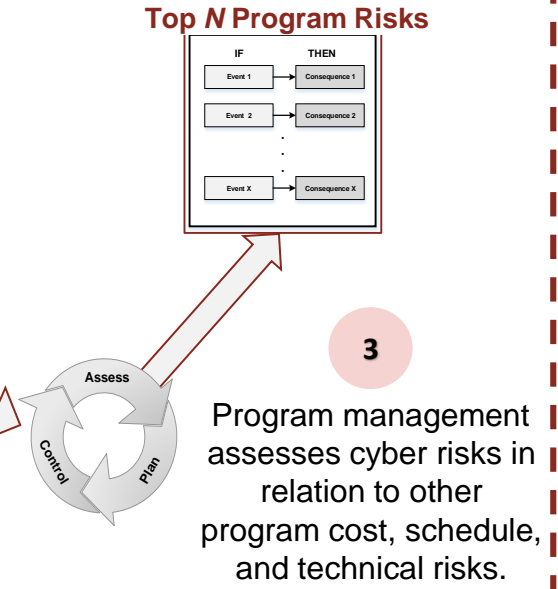 Top N Program Risks
IF THEN
Event 1 Consequence 1
Event 2 Consequence 2
.
.
.
Event X Consequence X
Assess
Control
Plan
3
Program management
assesses cyber risks in
relation to other
program cost, schedule,
and technical risks.